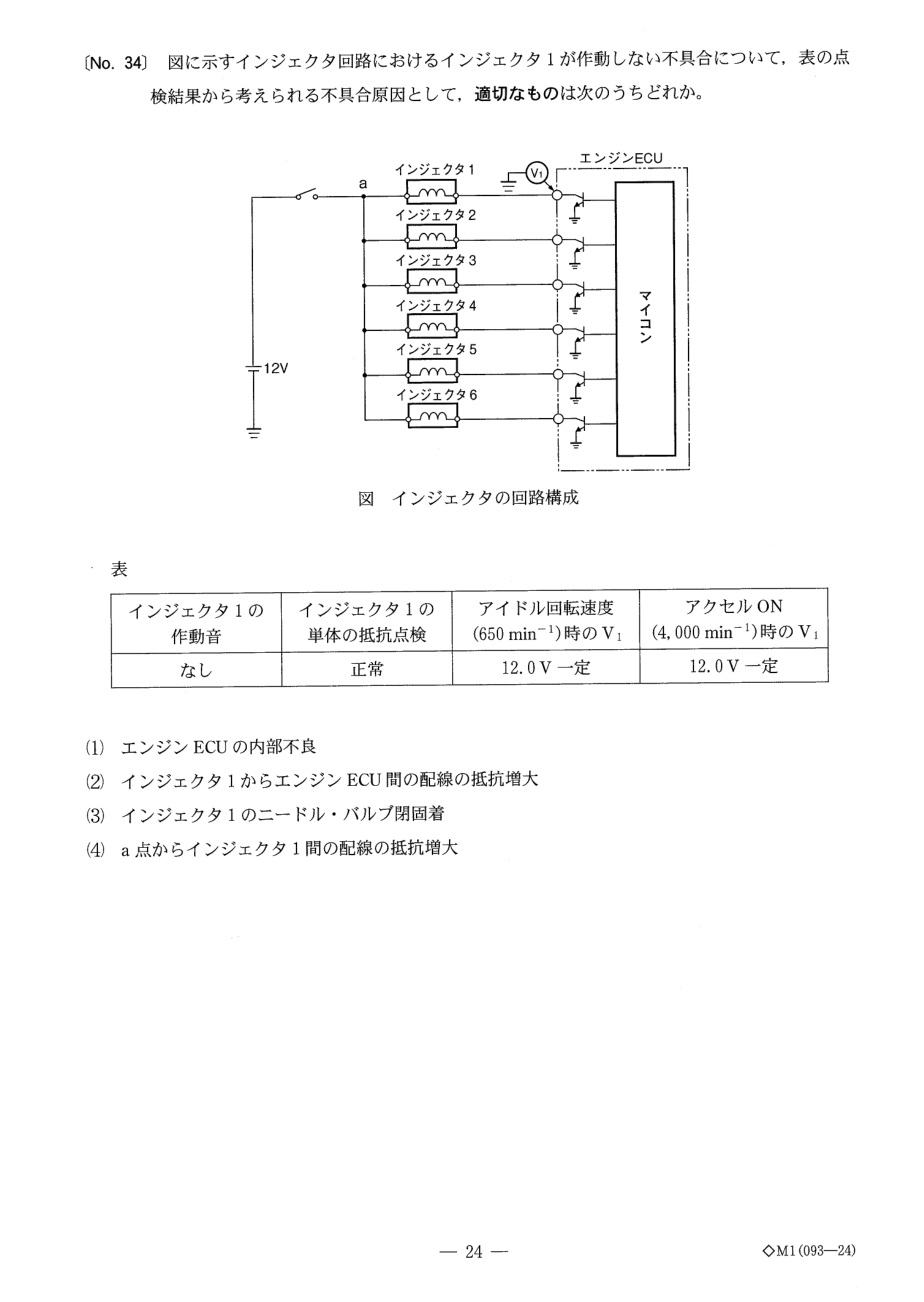 〔No. 34〕 図に示すインジェクタ回路におけるインジェクタ1が作動しない不具合について，表の点
検結果から考えられる不具合原因として，適切なものは次のうちどれか。
エンジンECU
インジェクタ1
V1
a
インジェクタ2
インジェクタ3
インジェクタ4
マイコン
インジェクタ5
12V
インジェクタ6
図 インジェクタの回路構成
表
インジェクタ1の作動音 インジェクタ1の単体の抵抗点検 アイドル回転速度(650 min⁻¹)時のV₁ アクセルON(4,000 min⁻¹)時のV₁
なし 正常 12.0 V 一定 12.0 V 一定
⑴ エンジン ECU の内部不良
⑵ インジェクタ1からエンジン ECU 間の配線の抵抗増大
⑶ インジェクタ1のニードル・バルブ閉固着
⑷ a 点からインジェクタ1間の配線の抵抗増大
― 24 ―
◇M1(093―24)